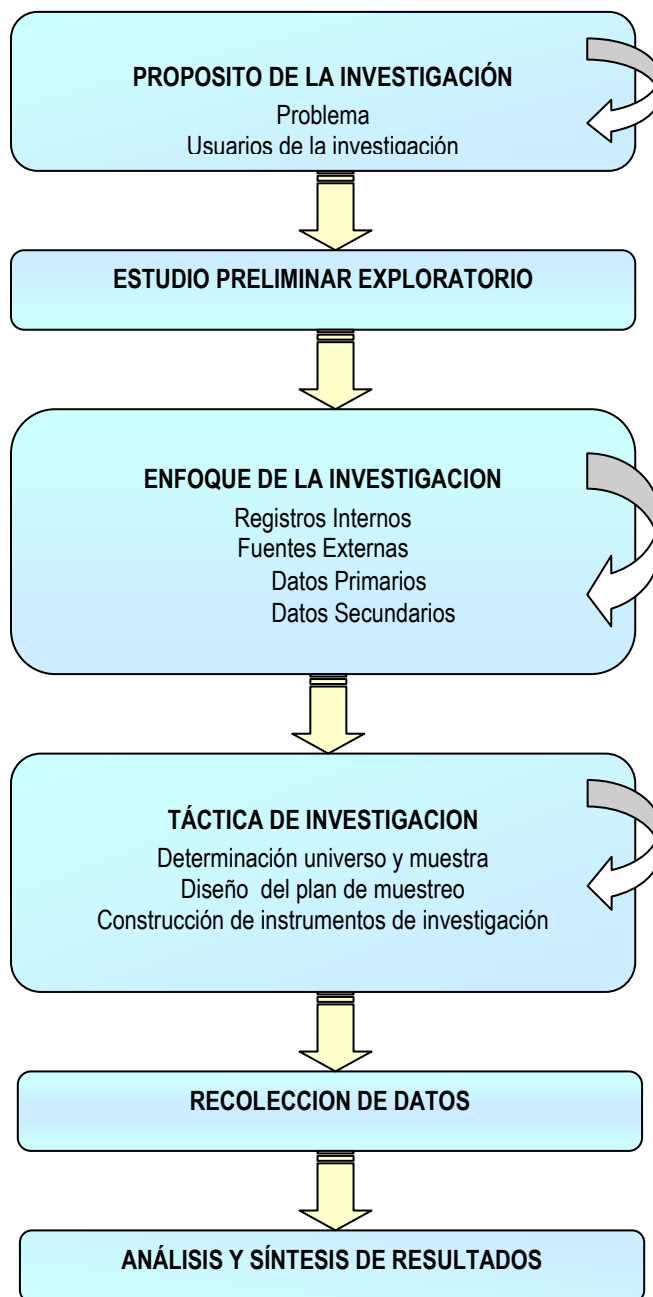 PROPOSITO DE LA INVESTIGACIÓN
Problema
Usuarios de la investigación
ESTUDIO PRELIMINAR EXPLORATORIO
ENFOQUE DE LA INVESTIGACION
Registros Internos
Fuentes Externas
Datos Primarios
Datos Secundarios
TÁCTICA DE INVESTIGACION
Determinación universo y muestra
Diseño del plan de muestreo
Construcción de instrumentos de investigación
RECOLECCION DE DATOS
ANÁLISIS Y SÍNTESIS DE RESULTADOS